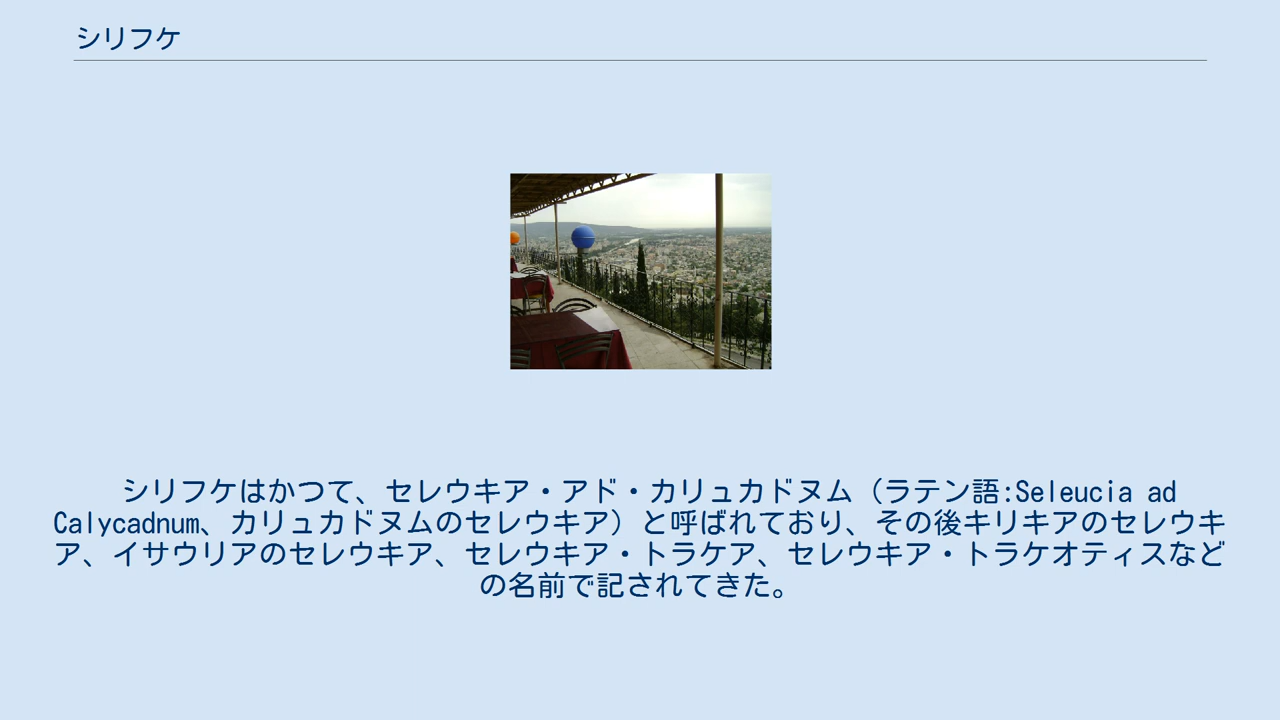 シリフケ
シリフケはかつて、セレウキア・アド・カリュカドヌム（ラテン語:Seleucia ad
Calycadnum、カリュカドヌムのセレウキア）と呼ばれており、その後キリキアのセレウキ
ア、イサウリアのセレウキア、セレウキア・トラケア、セレウキア・トラケオティスなど
の名前で記されてきた。